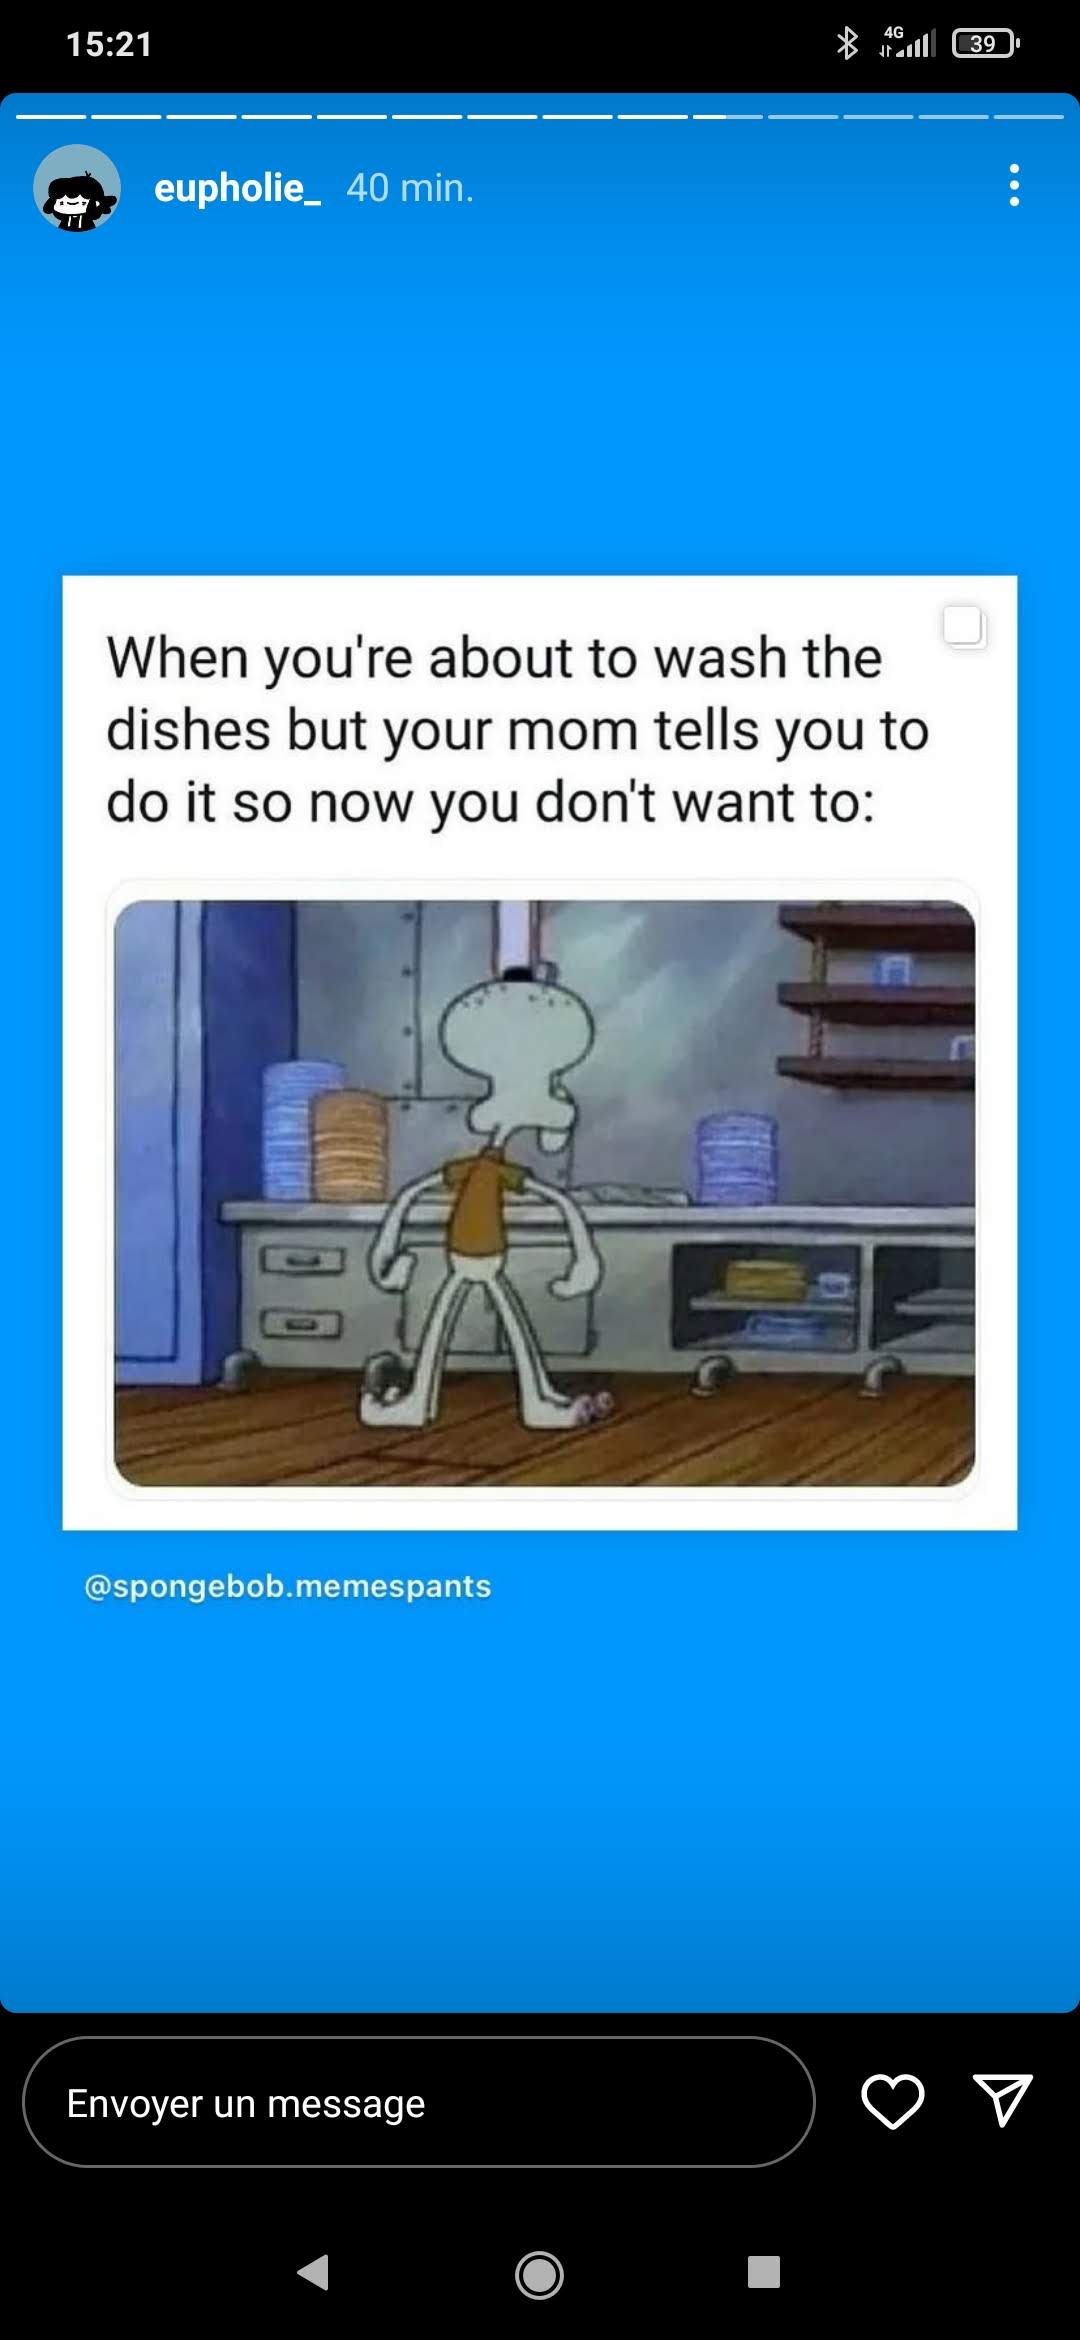 15:21
4G
39
eupholie_ 40 min.
When you're about to wash the
dishes but your mom tells you to
do it so now you don't want to:
@spongebob.memespants
Envoyer un message